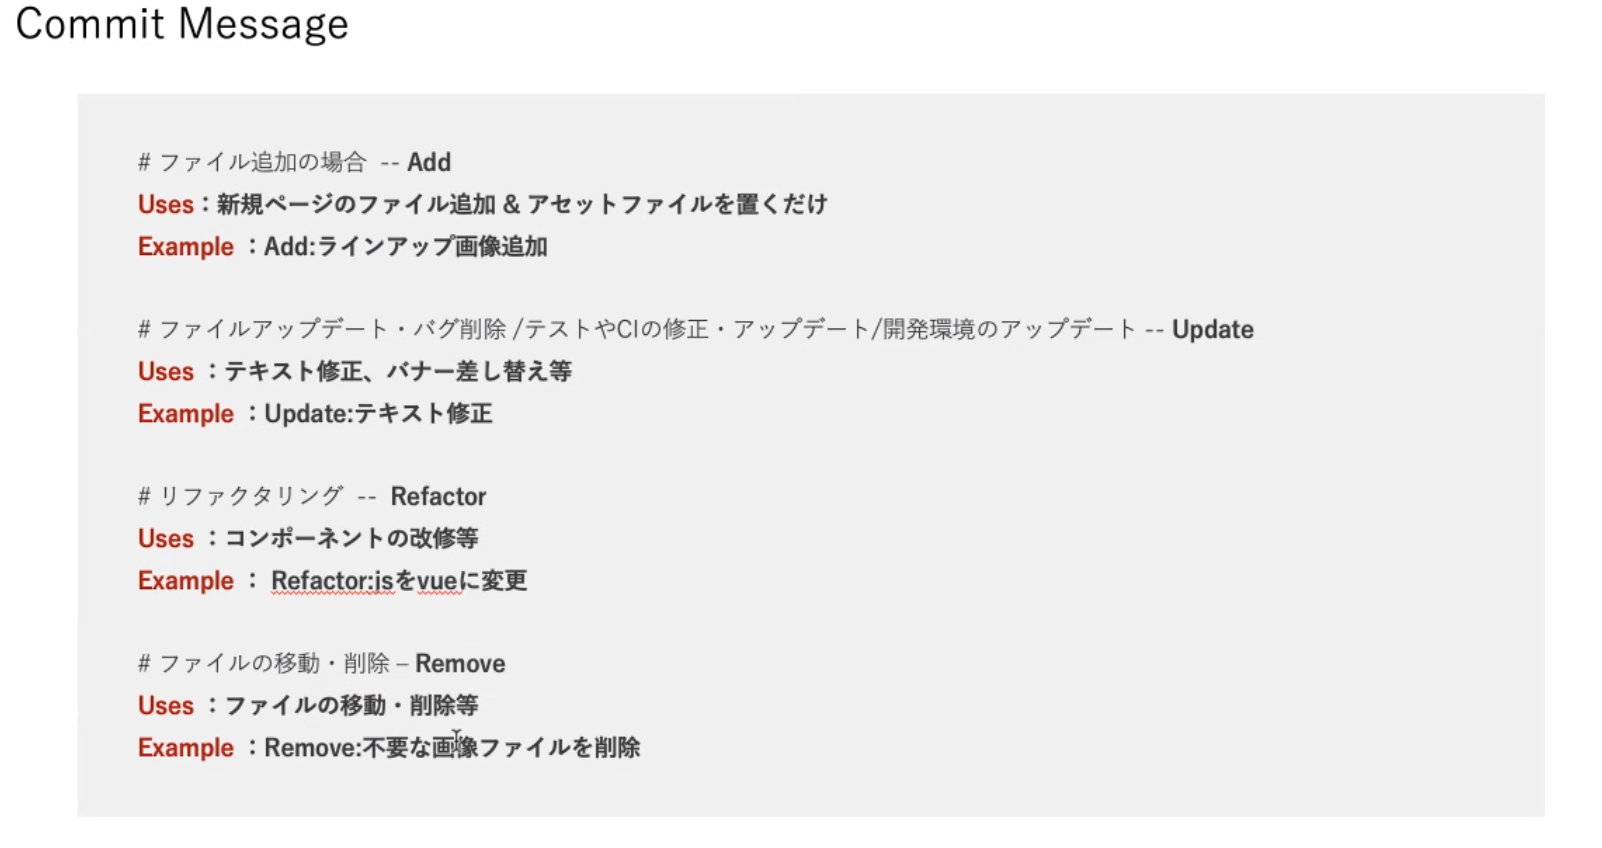 Commit Message
# ファイル追加の場合 -- Add
Uses：新規ページのファイル追加 & アセットファイルを置くだけ
Example ：Add:ラインアップ画像追加
# ファイルアップデート・バグ削除 /テストやCIの修正・アップデート/開発環境のアップデート -- Update
Uses ：テキスト修正、バナー差し替え等
Example ：Update:テキスト修正
# リファクタリング -- Refactor
Uses ：コンポーネントの改修等
Example ： Refactor:jsをvueに変更
# ファイルの移動・削除 – Remove
Uses ：ファイルの移動・削除等
Example ：Remove:不要な画像ファイルを削除